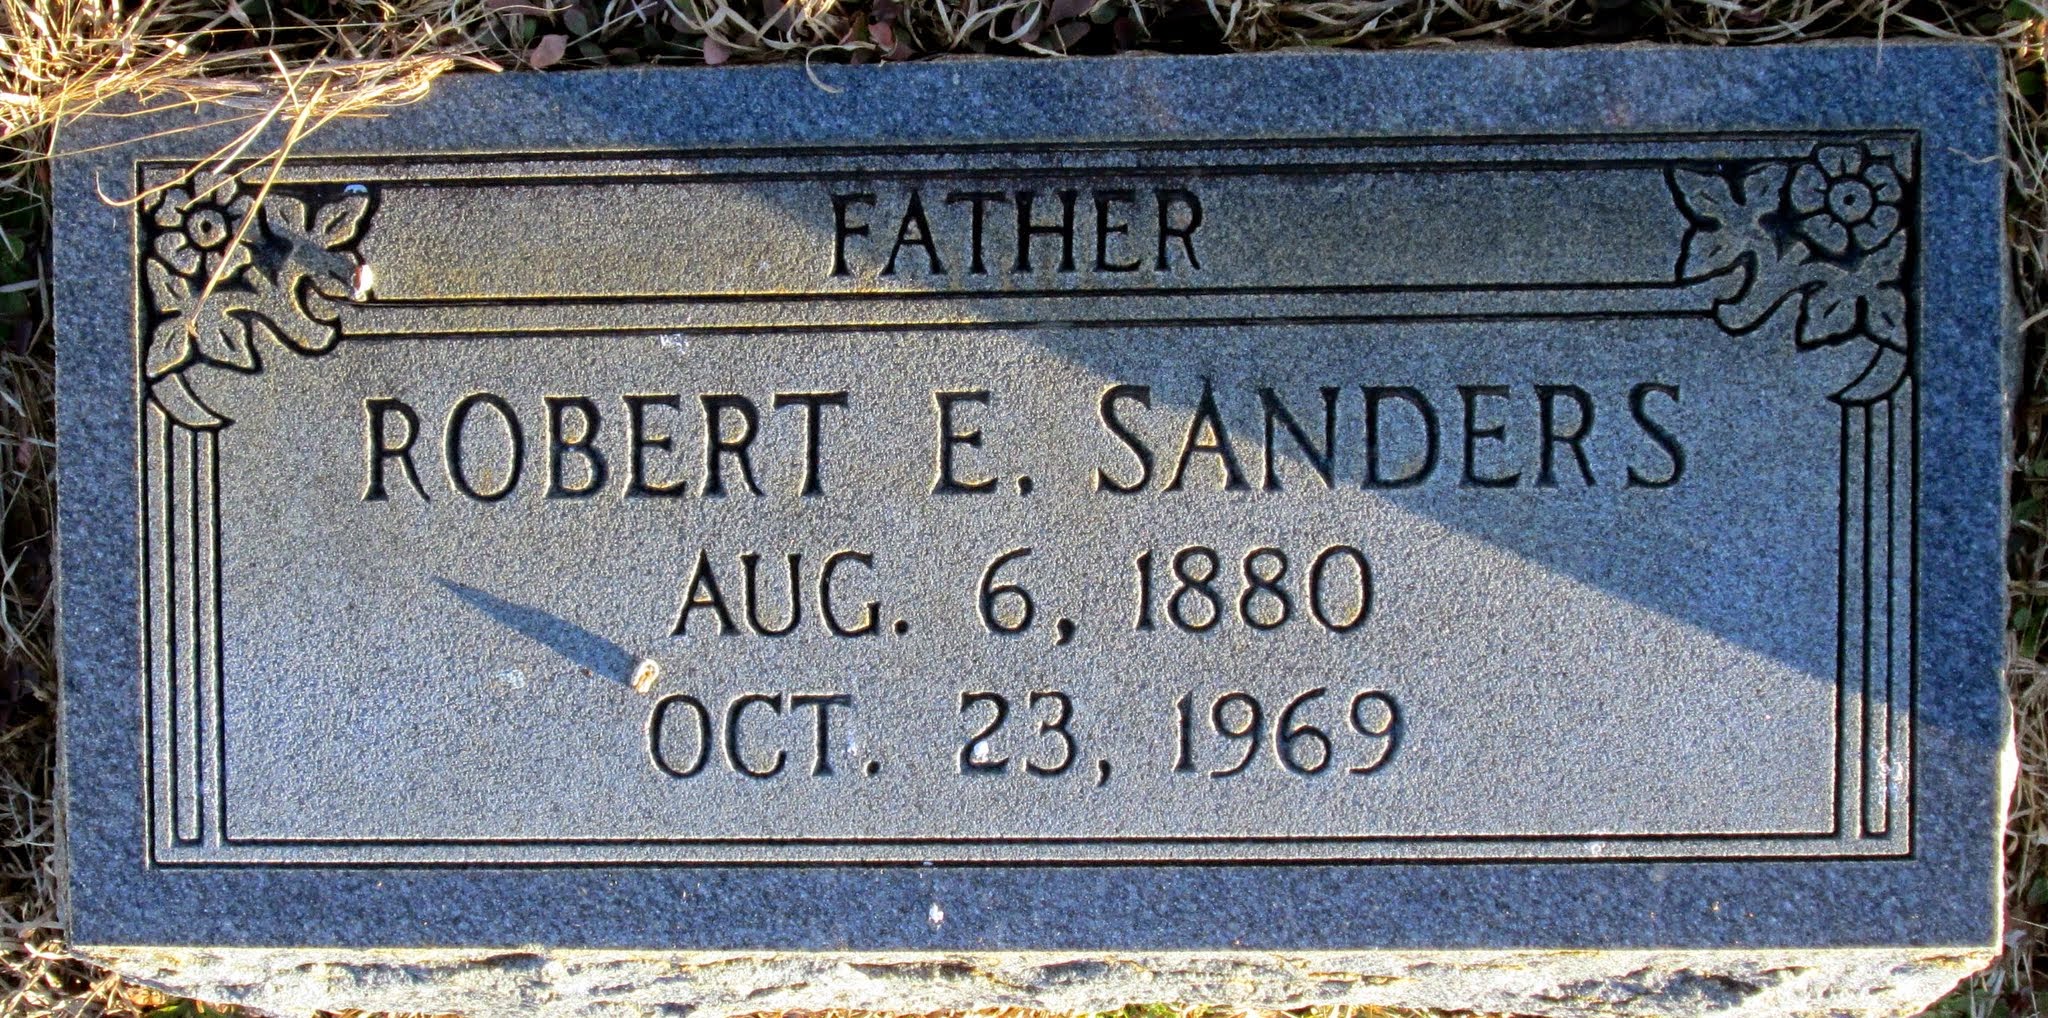 FATHER
ROBERT E. SANDERS
AUG. 6, 1880
OCT. 23, 1969